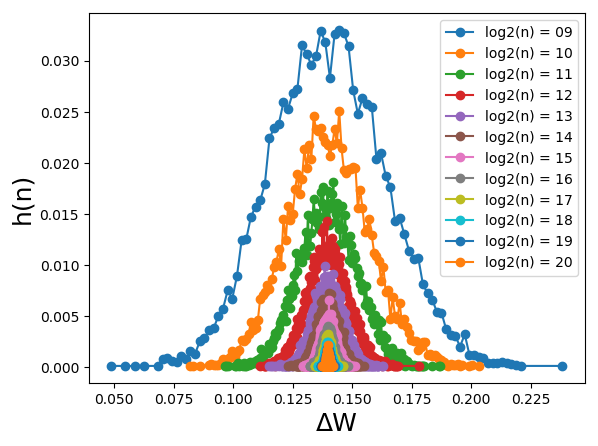 h(n)
0.030
0.025
0.020
0.015
0.010
0.005
0.000
0.050 0.075 0.100 0.125 0.150 0.175 0.200 0.225
ΔW
log2(n) = 09
log2(n) = 10
log2(n) = 11
log2(n) = 12
log2(n) = 13
log2(n) = 14
log2(n) = 15
log2(n) = 16
log2(n) = 17
log2(n) = 18
log2(n) = 19
log2(n) = 20